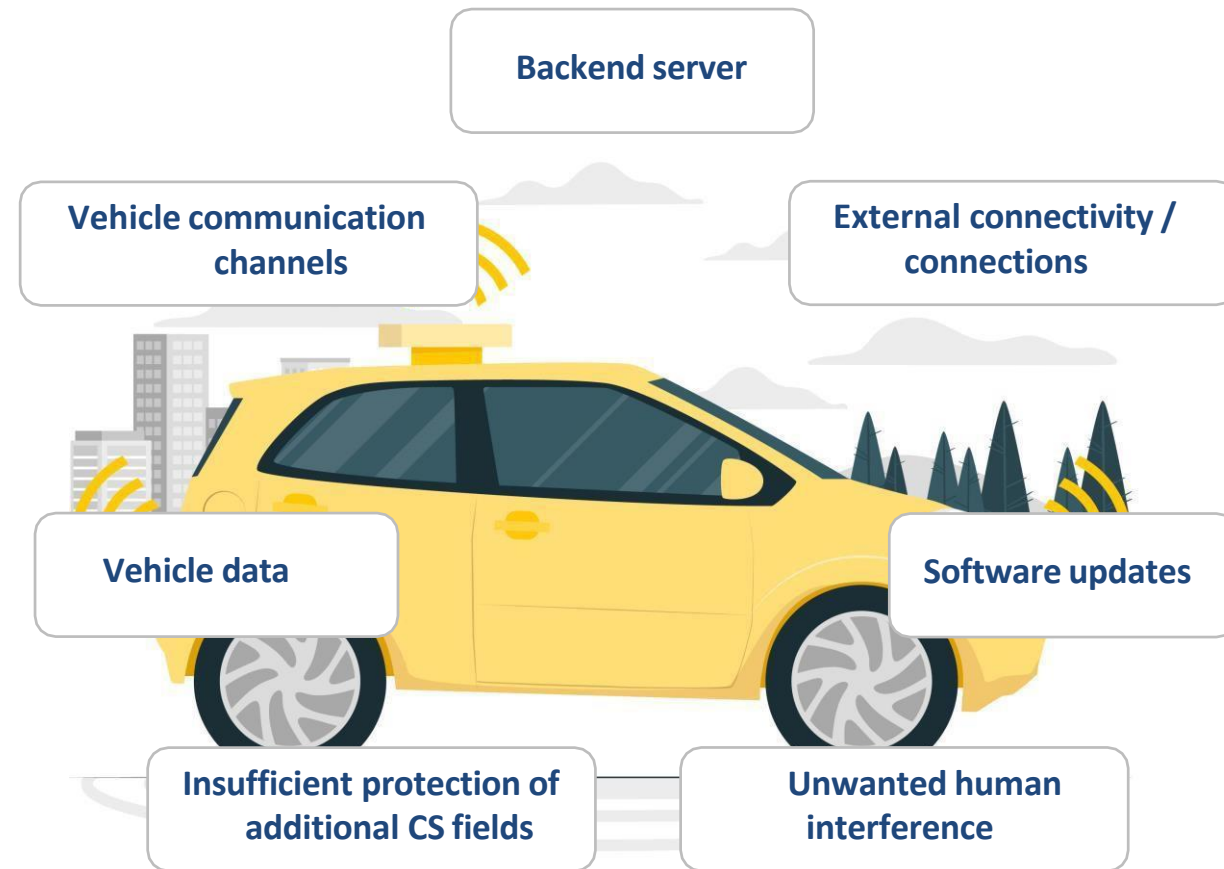 Backend server
Vehicle communication
channels
External connectivity /
connections
Vehicle data
Software updates
Insufficient protection of
additional CS fields
Unwanted human
interference